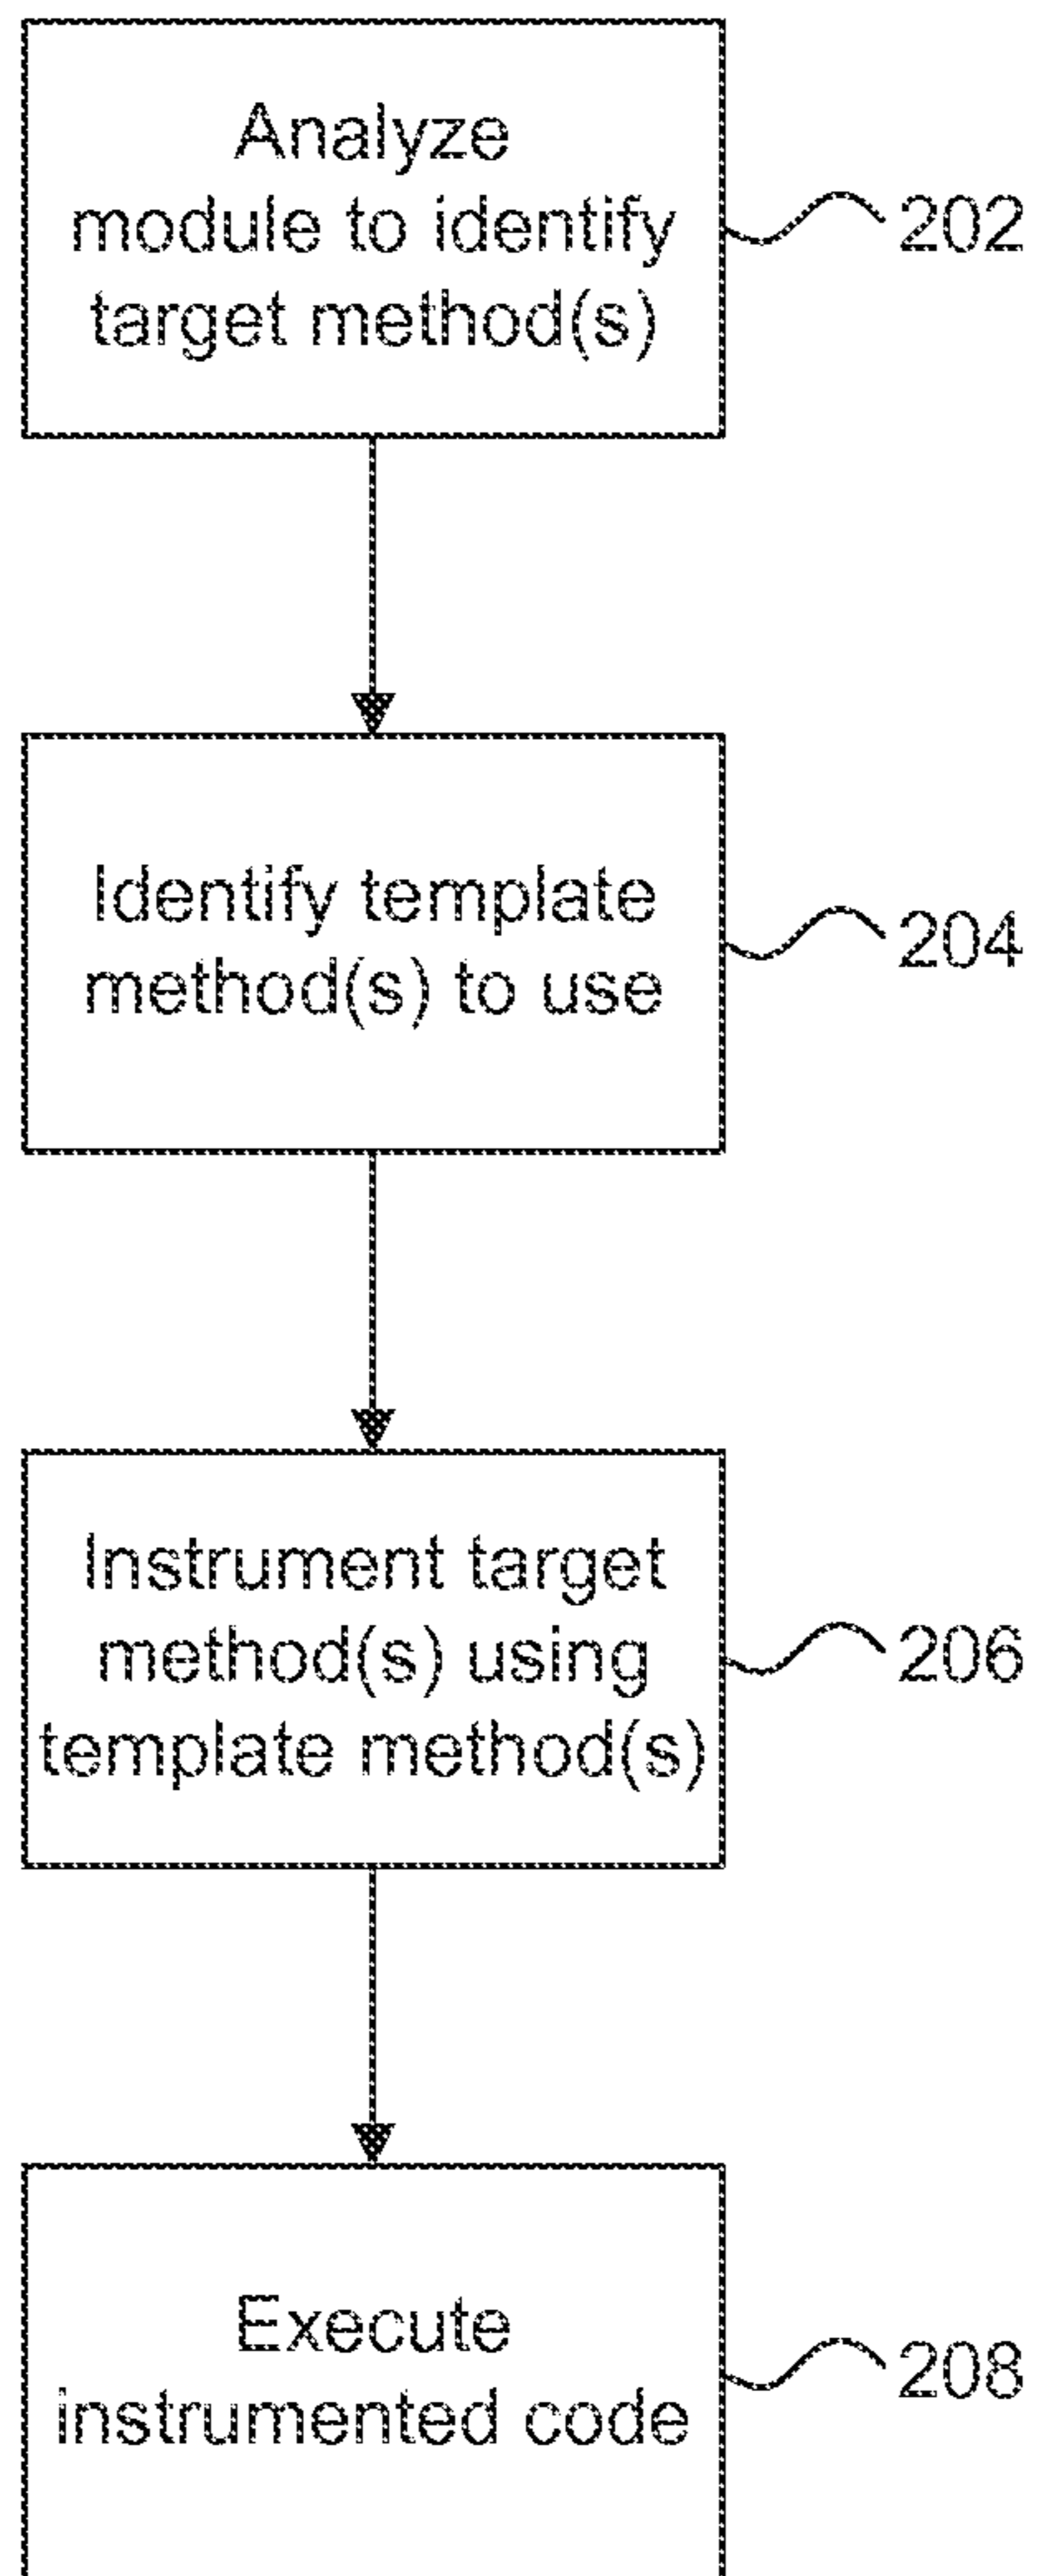 Analyze
module to identify
target method(s)
202
Identify template
method(s) to use
204
Instrument target
method(s) using
template method(s)
206
Execute
instrumented code
208